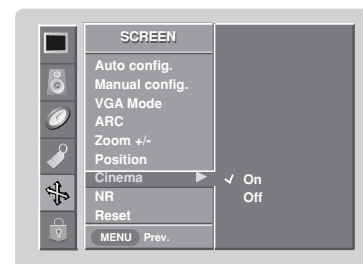 SCREEN
Auto config.
Manual config.
VGA Mode
ARC
Zoom +/-
Position
Cinema ▶ ✓ On
NR Off
Reset
MENU Prev.